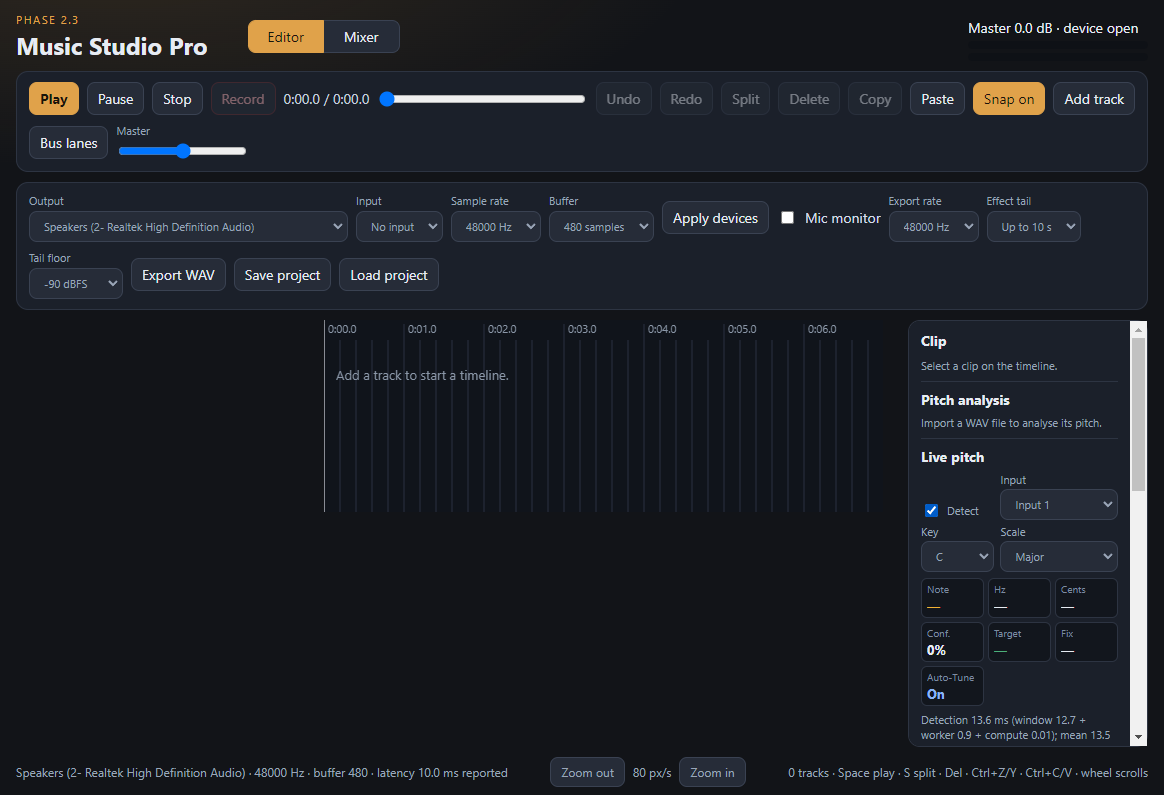 PHASE 2.3
Music Studio Pro
Editor
Mixer
Master 0.0 dB · device open
Play
Pause
Stop
Record
0:00.0 / 0:00.0
Undo
Redo
Split
Delete
Copy
Paste
Snap on
Add track
Bus lanes
Master
Output
Speakers (2- Realtek High Definition Audio)
Input
No input
Sample rate
48000 Hz
Buffer
480 samples
Apply devices
Mic monitor
Export rate
48000 Hz
Effect tail
Up to 10 s
Tail floor
-90 dBFS
Export WAV
Save project
Load project
0:00.0
0:01.0
0:02.0
0:03.0
0:04.0
0:05.0
0:06.0
Add a track to start a timeline.
Clip
Select a clip on the timeline.
Pitch analysis
Import a WAV file to analyse its pitch.
Live pitch
Detect
Input
Input 1
Key
C
Scale
Major
Note
—
Hz
—
Cents
—
Conf.
0%
Target
—
Fix
—
Auto-Tune
On
Detection 13.6 ms (window 12.7 +
worker 0.9 + compute 0.01); mean 13.5
Speakers (2- Realtek High Definition Audio) · 48000 Hz · buffer 480 · latency 10.0 ms reported
Zoom out
80 px/s
Zoom in
0 tracks · Space play · S split · Del · Ctrl+Z/Y · Ctrl+C/V · wheel scrolls